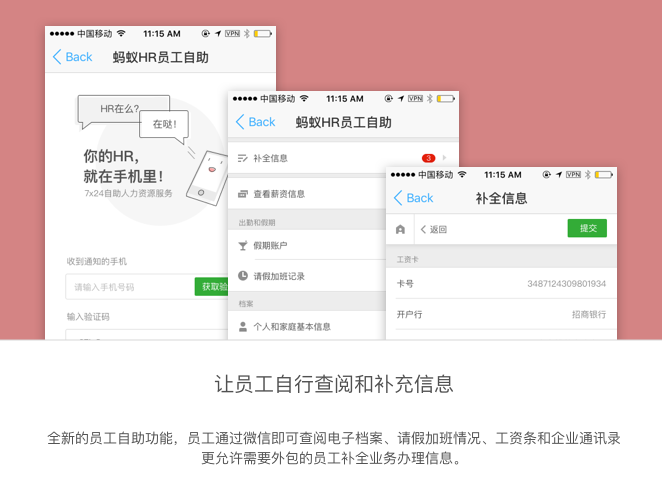 中国移动 11:15 AM VPN
Back 蚂蚁HR员工自助
HR在么?
在哒!
你的HR,
就在手机里!
7x24自助人力资源服务
收到通知的手机
请输入手机号码 获取验
输入验证码
中国移动 11:15 AM VPN
Back 蚂蚁HR员工自助
补全信息 3
查看薪资信息
出勤和假期
假期账户
请假加班记录
档案
个人和家庭基本信息
中国移动 11:15 AM VPN
Back 补全信息
返回 提交
工资卡
卡号 3487124309801934
开户行 招商银行
让员工自行查阅和补充信息
全新的员工自助功能，员工通过微信即可查阅电子档案、请假加班情况、工资条和企业通讯录
更允许需要外包的员工补全业务办理信息。